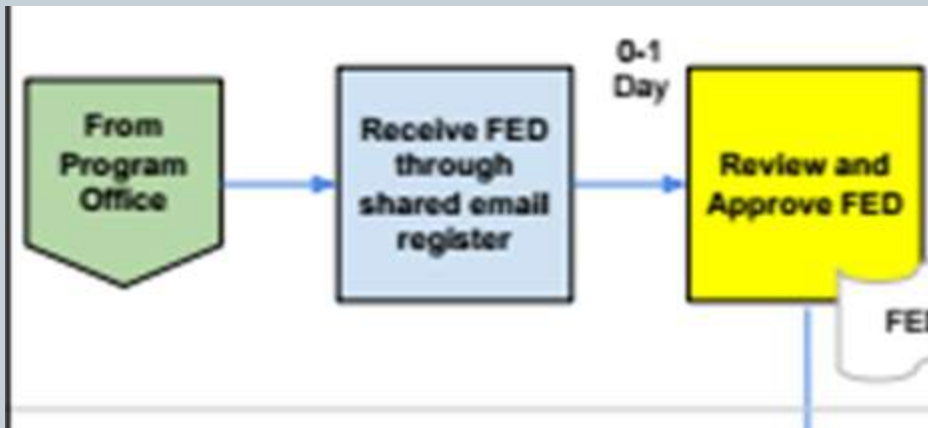 From
Program
Office
Receive FED
through
shared email
register
0-1
Day
Review and
Approve FED